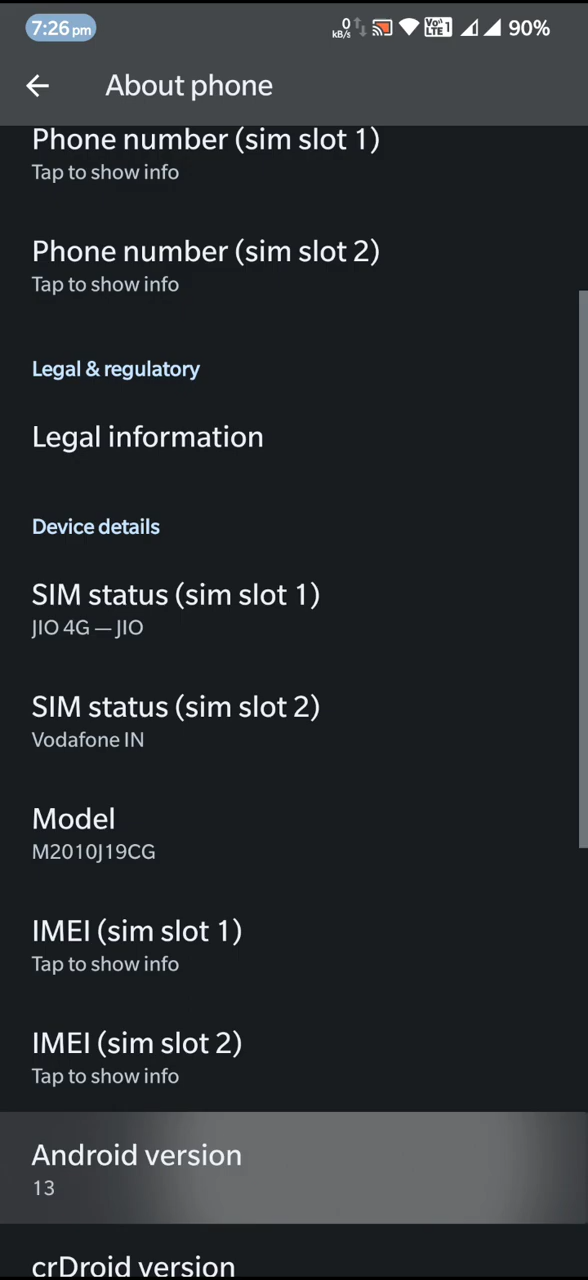 7:26 pm
0 kB/s Vo)) LTE 1 90%
About phone
Phone number (sim slot 1)
Tap to show info
Phone number (sim slot 2)
Tap to show info
Legal & regulatory
Legal information
Device details
SIM status (sim slot 1)
JIO 4G — JIO
SIM status (sim slot 2)
Vodafone IN
Model
M2010J19CG
IMEI (sim slot 1)
Tap to show info
IMEI (sim slot 2)
Tap to show info
Android version
13
crDroid version